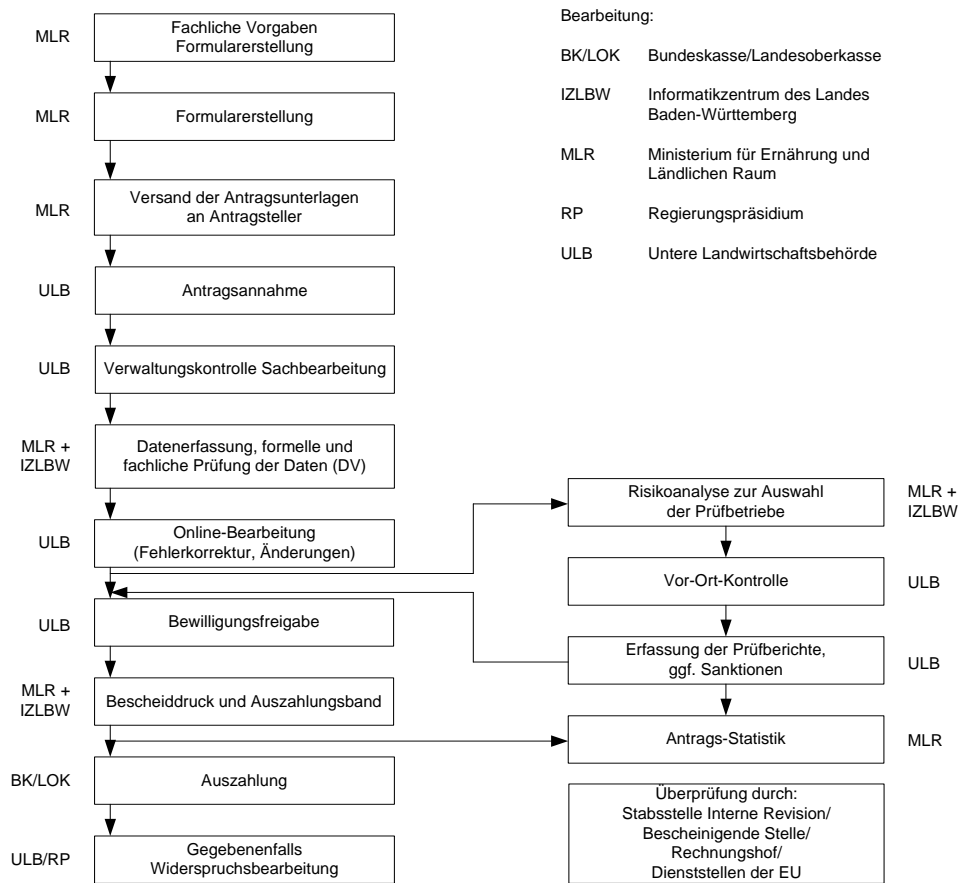 MLR
Fachliche Vorgaben
Formularerstellung
MLR
Formularerstellung
MLR
Versand der Antragsunterlagen
an Antragsteller
ULB
Antragsannahme
ULB
Verwaltungskontrolle Sachbearbeitung
MLR +
IZLBW
Datenerfassung, formelle und
fachliche Prüfung der Daten (DV)
ULB
Online-Bearbeitung
(Fehlerkorrektur, Änderungen)
ULB
Bewilligungsfreigabe
MLR +
IZLBW
Bescheiddruck und Auszahlungsband
BK/LOK
Auszahlung
ULB/RP
Gegebenenfalls
Widerspruchsbearbeitung
Bearbeitung:
BK/LOK Bundeskasse/Landesoberkasse
IZLBW Informatikzentrum des Landes
Baden-Württemberg
MLR Ministerium für Ernährung und
Ländlichen Raum
RP Regierungspräsidium
ULB Untere Landwirtschaftsbehörde
Risikoanalyse zur Auswahl
der Prüfbetriebe
MLR +
IZLBW
Vor-Ort-Kontrolle
ULB
Erfassung der Prüfberichte,
ggf. Sanktionen
ULB
Antrags-Statistik
MLR
Überprüfung durch:
Stabsstelle Interne Revision/
Bescheinigende Stelle/
Rechnungshof/
Dienststellen der EU